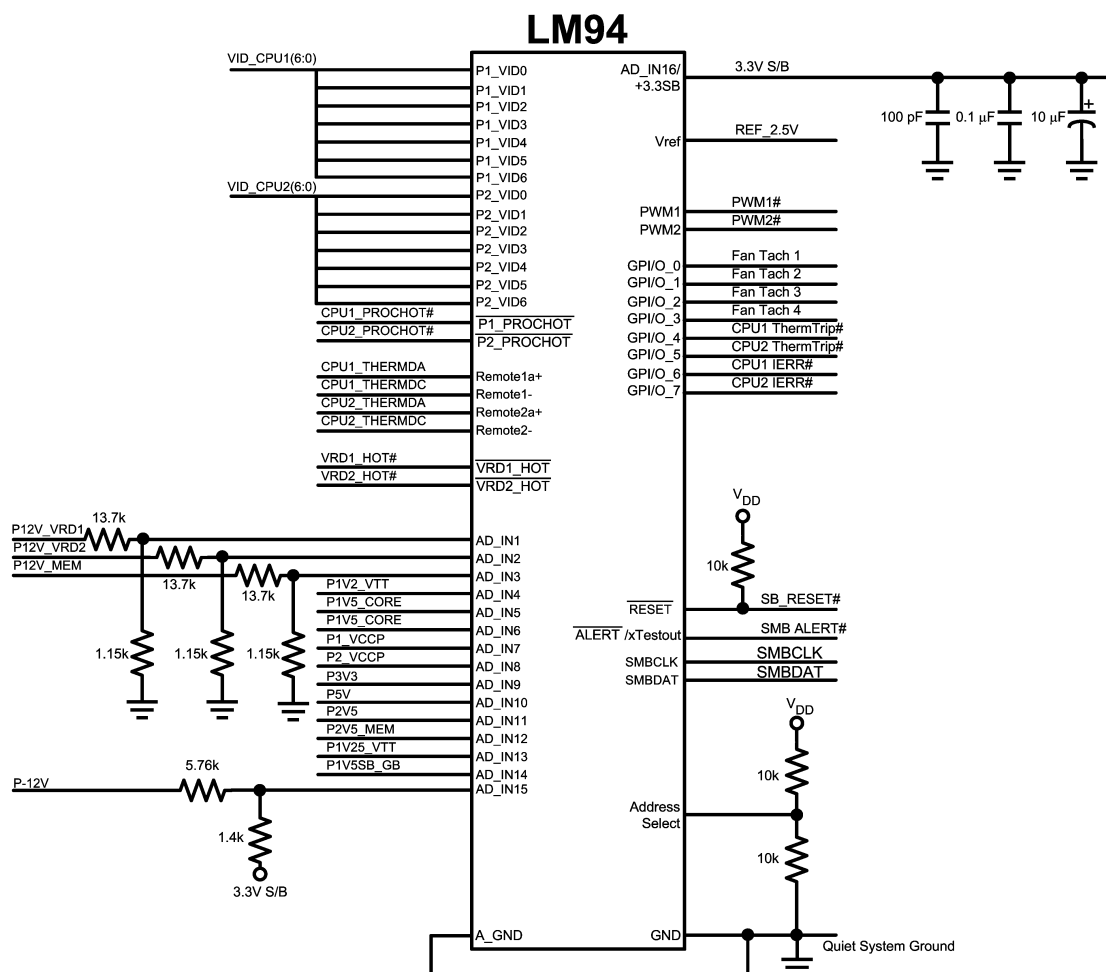 LM94
VID_CPU1(6:0)
P1_VID0
P1_VID1
P1_VID2
P1_VID3
P1_VID4
P1_VID5
P1_VID6
VID_CPU2(6:0)
P2_VID0
P2_VID1
P2_VID2
P2_VID3
P2_VID4
P2_VID5
P2_VID6
CPU1_PROCHOT#
P1_PROCHOT
CPU2_PROCHOT#
P2_PROCHOT
CPU1_THERMDA
Remote1a+
CPU1_THERMDC
Remote1-
CPU2_THERMDA
Remote2a+
CPU2_THERMDC
Remote2-
VRD1_HOT#
VRD1_HOT
VRD2_HOT#
VRD2_HOT
P12V_VRD1
13.7k
AD_IN1
P12V_VRD2
13.7k
AD_IN2
P12V_MEM
13.7k
AD_IN3
1.15k
1.15k
1.15k
P1V2_VTT
AD_IN4
P1V5_CORE
AD_IN5
P1V5_CORE
AD_IN6
P1_VCCP
AD_IN7
P2_VCCP
AD_IN8
P3V3
AD_IN9
P5V
AD_IN10
P2V5
AD_IN11
P2V5_MEM
AD_IN12
P1V25_VTT
AD_IN13
P1V5SB_GB
AD_IN14
P-12V
5.76k
AD_IN15
1.4k
3.3V S/B
A_GND
AD_IN16/
+3.3SB
3.3V S/B
100 pF
0.1 μF
10 μF
+
Vref
REF_2.5V
PWM1
PWM1#
PWM2
PWM2#
GPI/O_0
Fan Tach 1
GPI/O_1
Fan Tach 2
GPI/O_2
Fan Tach 3
GPI/O_3
Fan Tach 4
GPI/O_4
CPU1 ThermTrip#
GPI/O_5
CPU2 ThermTrip#
GPI/O_6
CPU1 IERR#
GPI/O_7
CPU2 IERR#
VDD
10k
RESET
SB_RESET#
ALERT /xTestout
SMB ALERT#
SMBCLK
SMBCLK
SMBDAT
SMBDAT
VDD
10k
Address
Select
10k
GND
Quiet System Ground